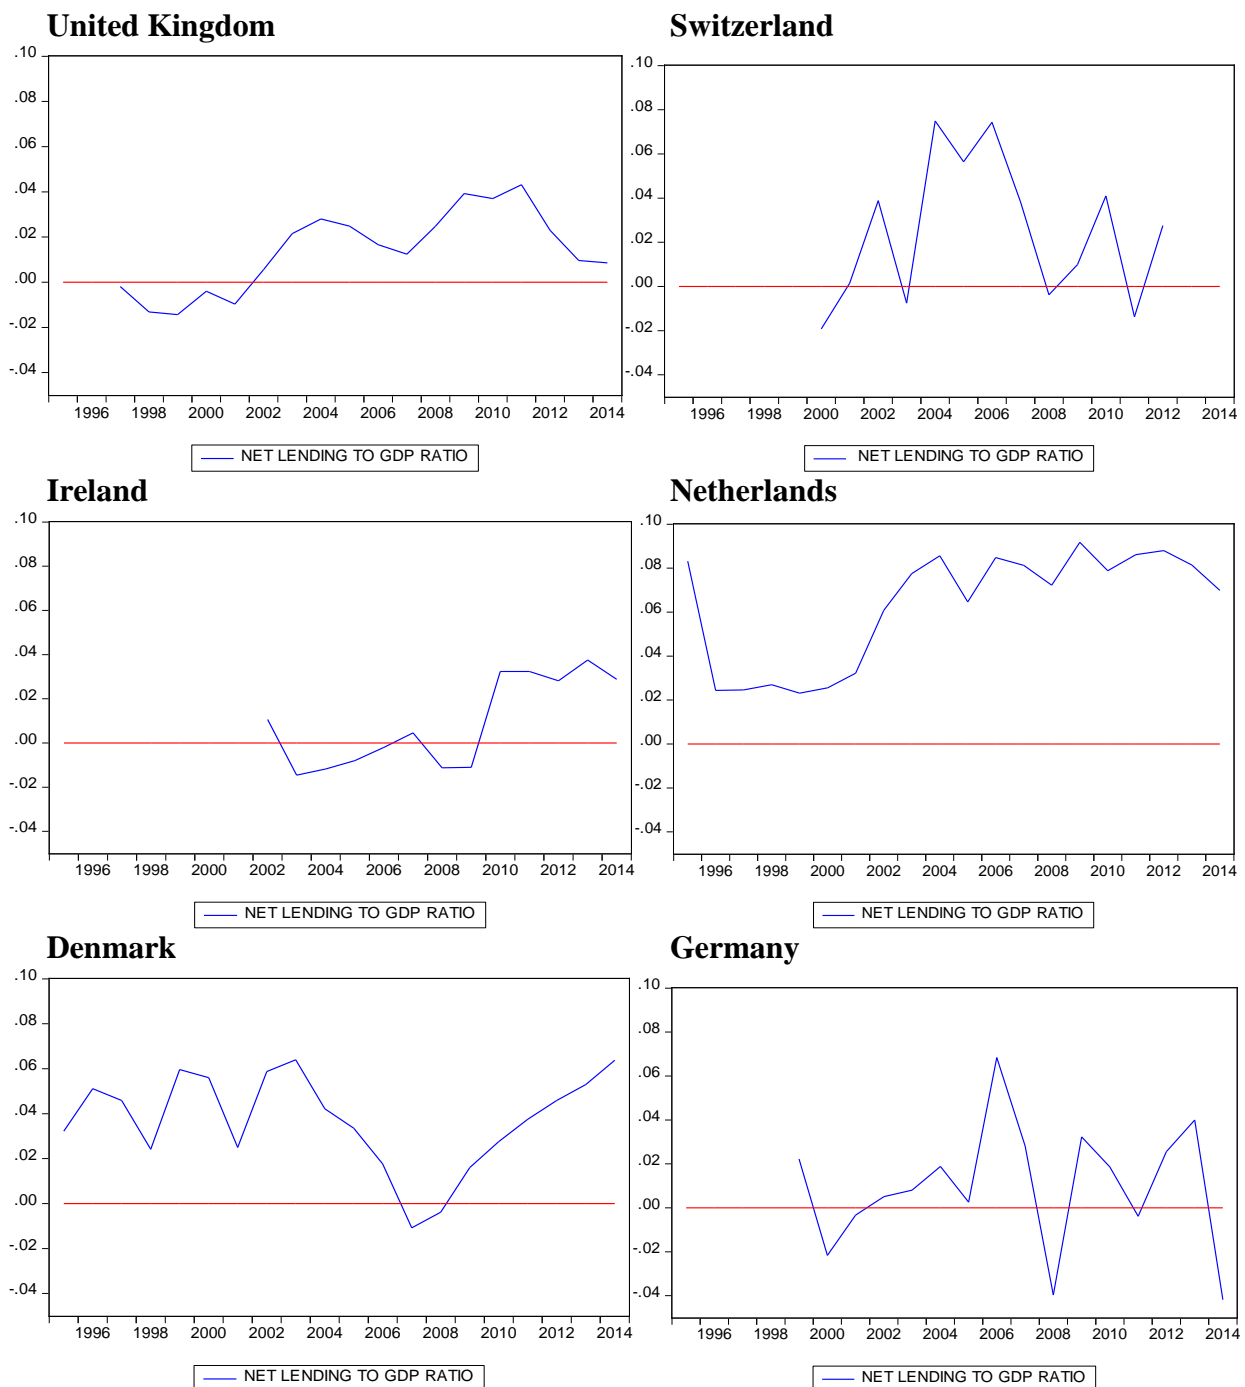 United Kingdom
.10
.08
.06
.04
.02
.00
-.02
-.04
1996 1998 2000 2002 2004 2006 2008 2010 2012 2014
NET LENDING TO GDP RATIO
Switzerland
.10
.08
.06
.04
.02
.00
-.02
-.04
1996 1998 2000 2002 2004 2006 2008 2010 2012 2014
NET LENDING TO GDP RATIO
Ireland
.10
.08
.06
.04
.02
.00
-.02
-.04
1996 1998 2000 2002 2004 2006 2008 2010 2012 2014
NET LENDING TO GDP RATIO
Netherlands
.10
.08
.06
.04
.02
.00
-.02
-.04
1996 1998 2000 2002 2004 2006 2008 2010 2012 2014
NET LENDING TO GDP RATIO
Denmark
.10
.08
.06
.04
.02
.00
-.02
-.04
1996 1998 2000 2002 2004 2006 2008 2010 2012 2014
NET LENDING TO GDP RATIO
Germany
.10
.08
.06
.04
.02
.00
-.02
-.04
1996 1998 2000 2002 2004 2006 2008 2010 2012 2014
NET LENDING TO GDP RATIO